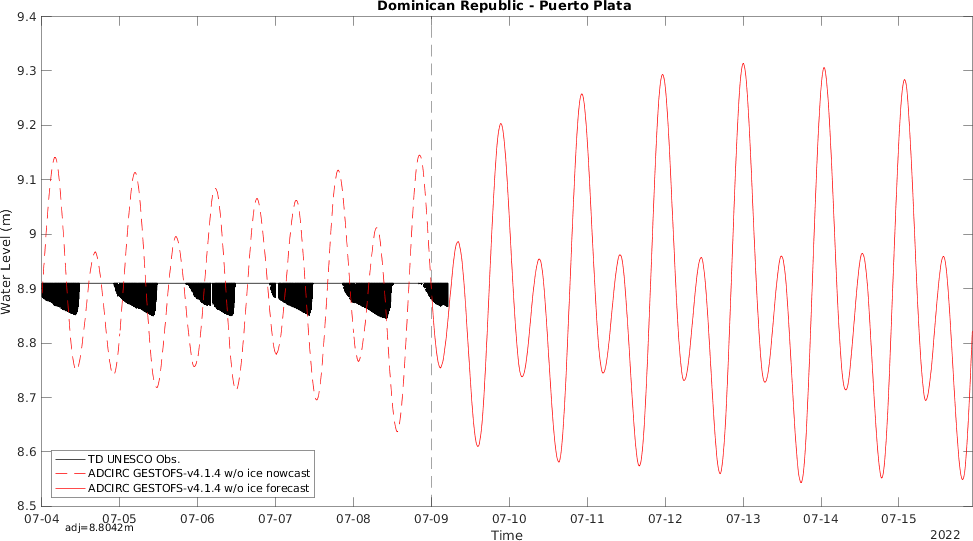 Dominican Republic - Puerto Plata
Water Level (m)
9.4
9.3
9.2
9.1
9
8.9
8.8
8.7
8.6
8.5
TD UNESCO Obs.
ADCIRC GESTOFS-v4.1.4 w/o ice nowcast
ADCIRC GESTOFS-v4.1.4 w/o ice forecast
07-04 07-05 07-06 07-07 07-08 07-09 07-10 07-11 07-12 07-13 07-14 07-15
adj=8.8042m
Time
2022